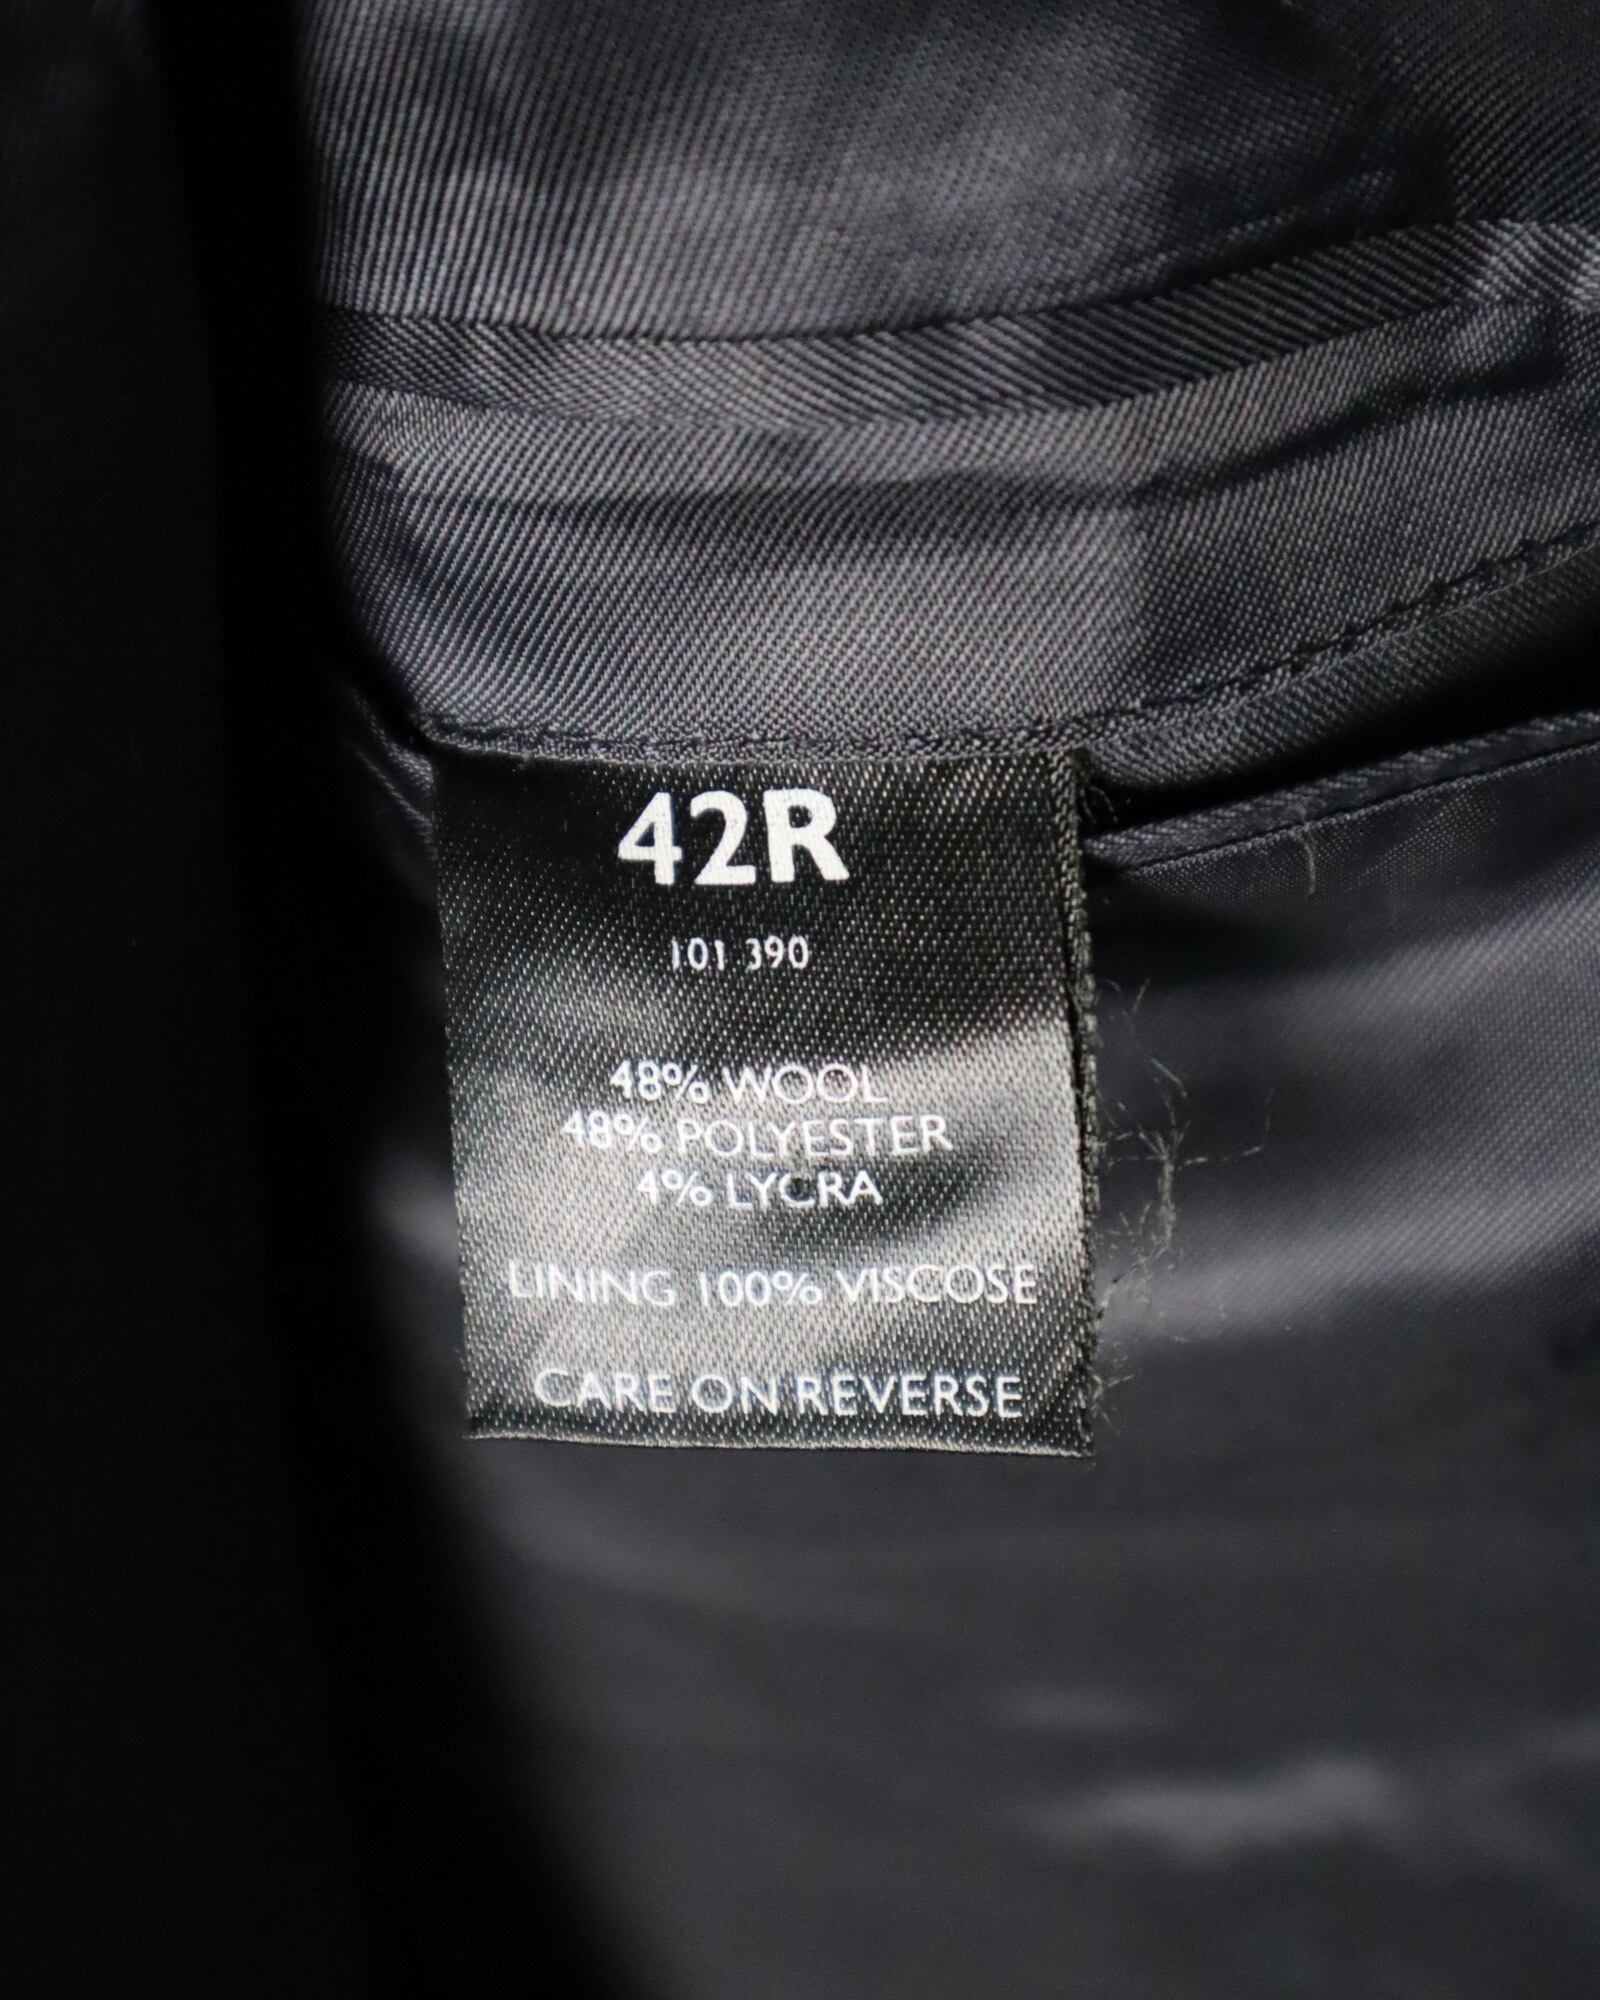 42R
101 390
48% WOOL
48% POLYESTER
4% LYCRA
LINING 100% VISCOSE
CARE ON REVERSE